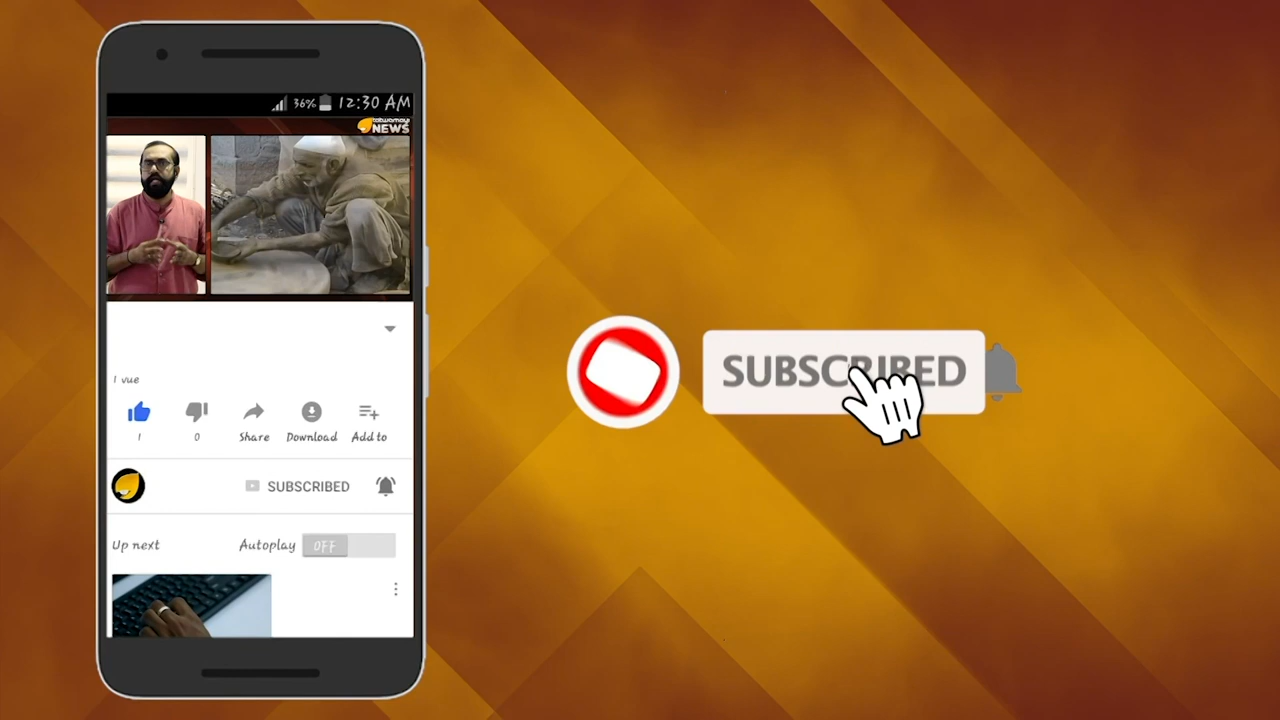 36% 12:30 AM
tatwamayi
NEWS
1 vue
1 0 Share Download Add to
SUBSCRIBED
Up next Autoplay OFF
SUBSCRIBED